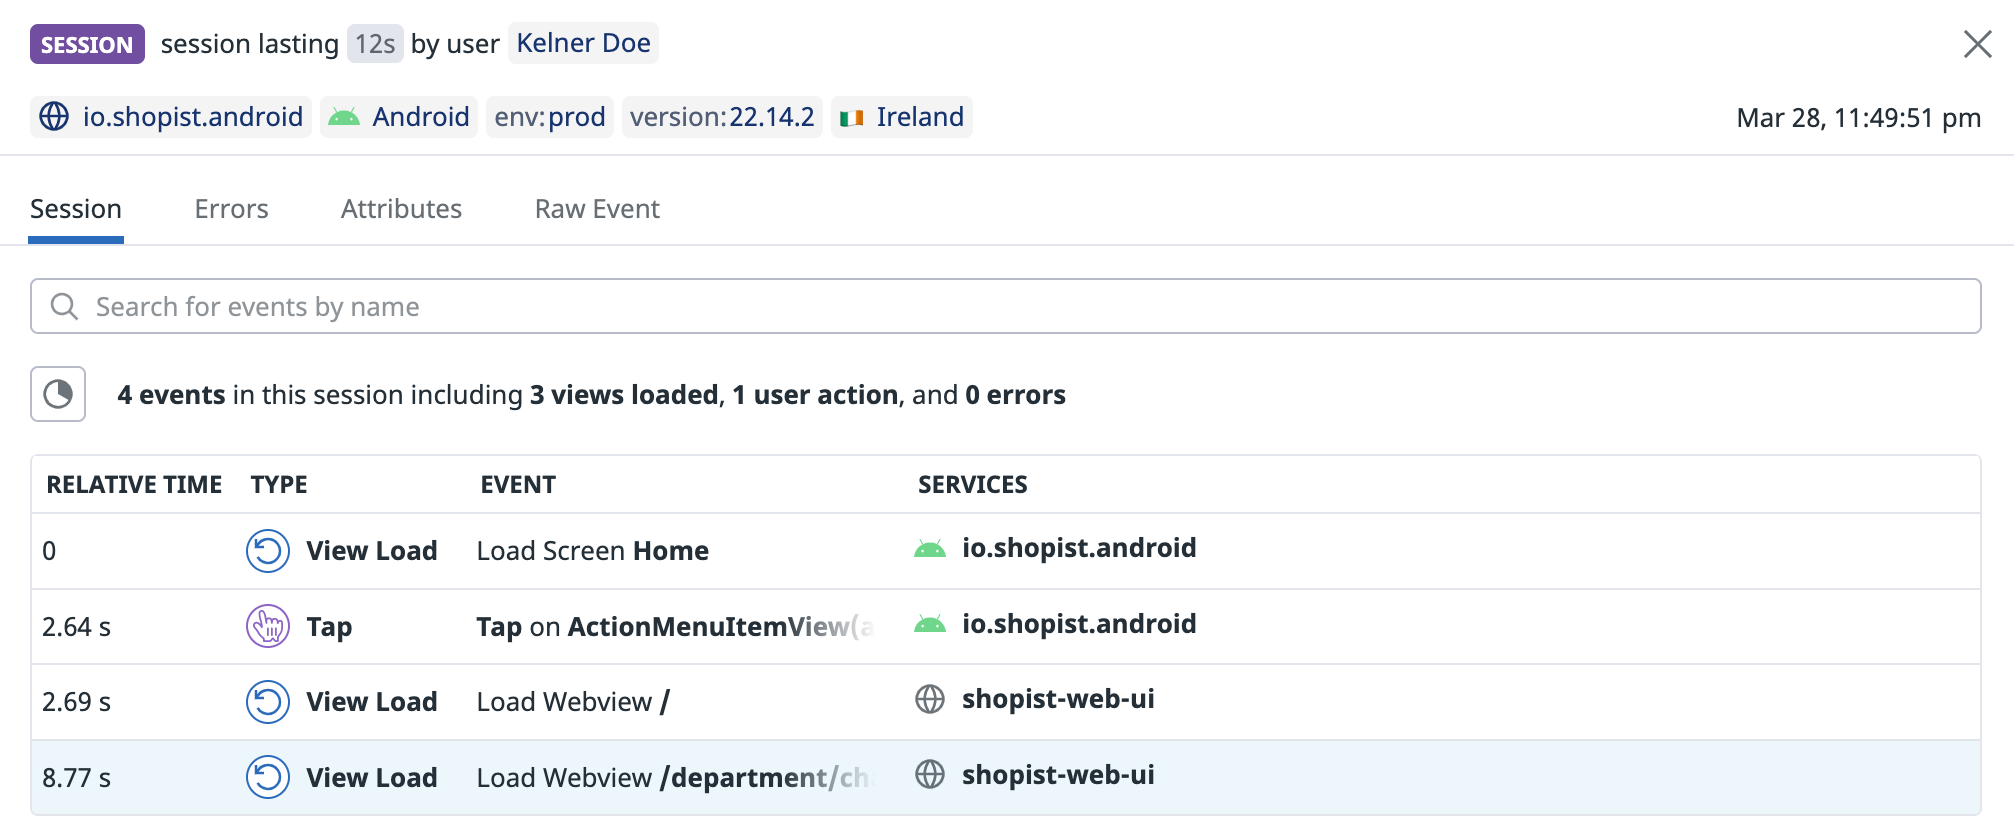 SESSION session lasting 12s by user Kelner Doe
io.shopist.android Android env:prod version:22.14.2 Ireland Mar 28, 11:49:51 pm
Session Errors Attributes Raw Event
Search for events by name
4 events in this session including 3 views loaded, 1 user action, and 0 errors
RELATIVE TIME TYPE EVENT SERVICES
0 View Load Load Screen Home io.shopist.android
2.64 s Tap Tap on ActionMenuItemView(a io.shopist.android
2.69 s View Load Load Webview / shopist-web-ui
8.77 s View Load Load Webview /department/ch shopist-web-ui